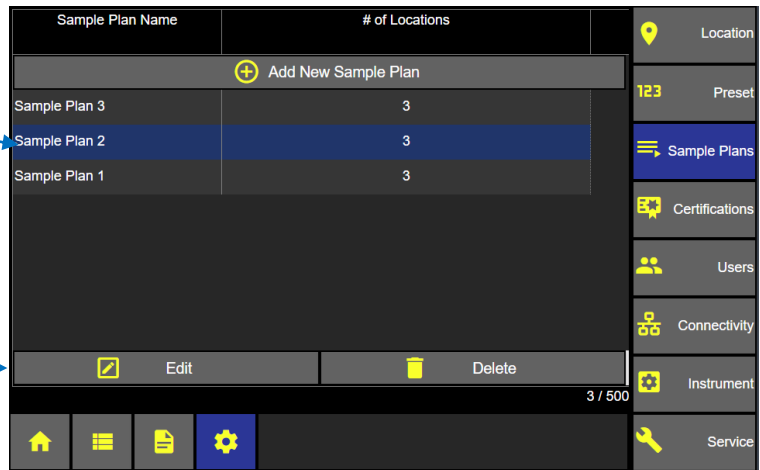 Sample Plan Name # of Locations
Add New Sample Plan
Sample Plan 3 3
Sample Plan 2 3
Sample Plan 1 3
Edit Delete
3 / 500
Location
123 Preset
Sample Plans
Certifications
Users
Connectivity
Instrument
Service